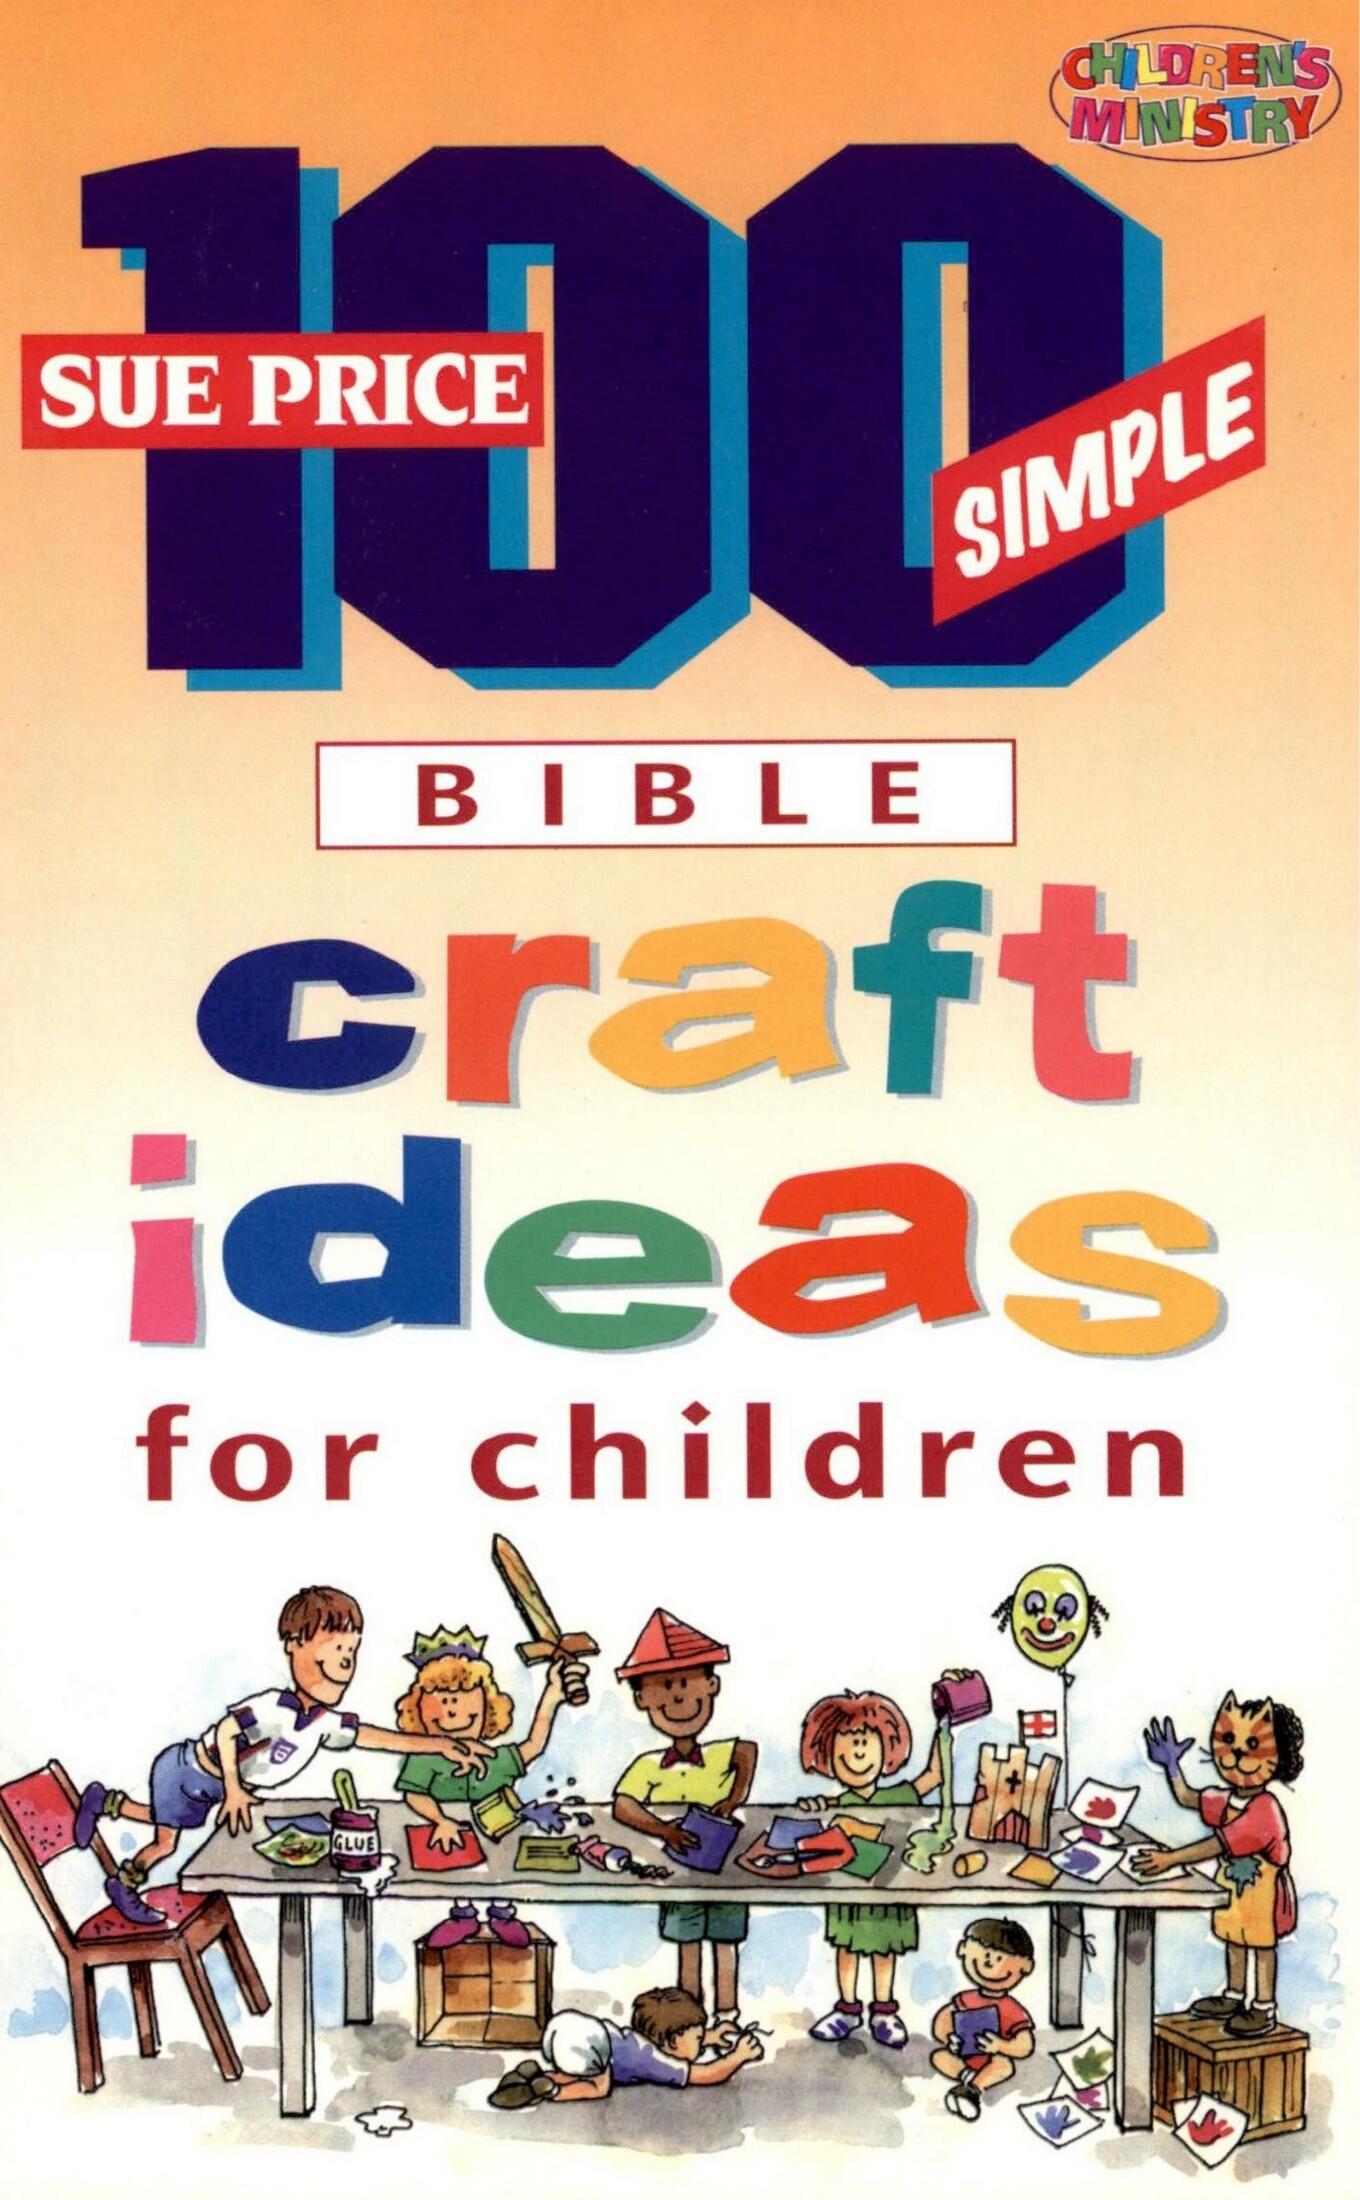 CHILDREN'S
MINISTRY
100
SUE PRICE
SIMPLE
BIBLE
craft
ideas
for children
GLUE